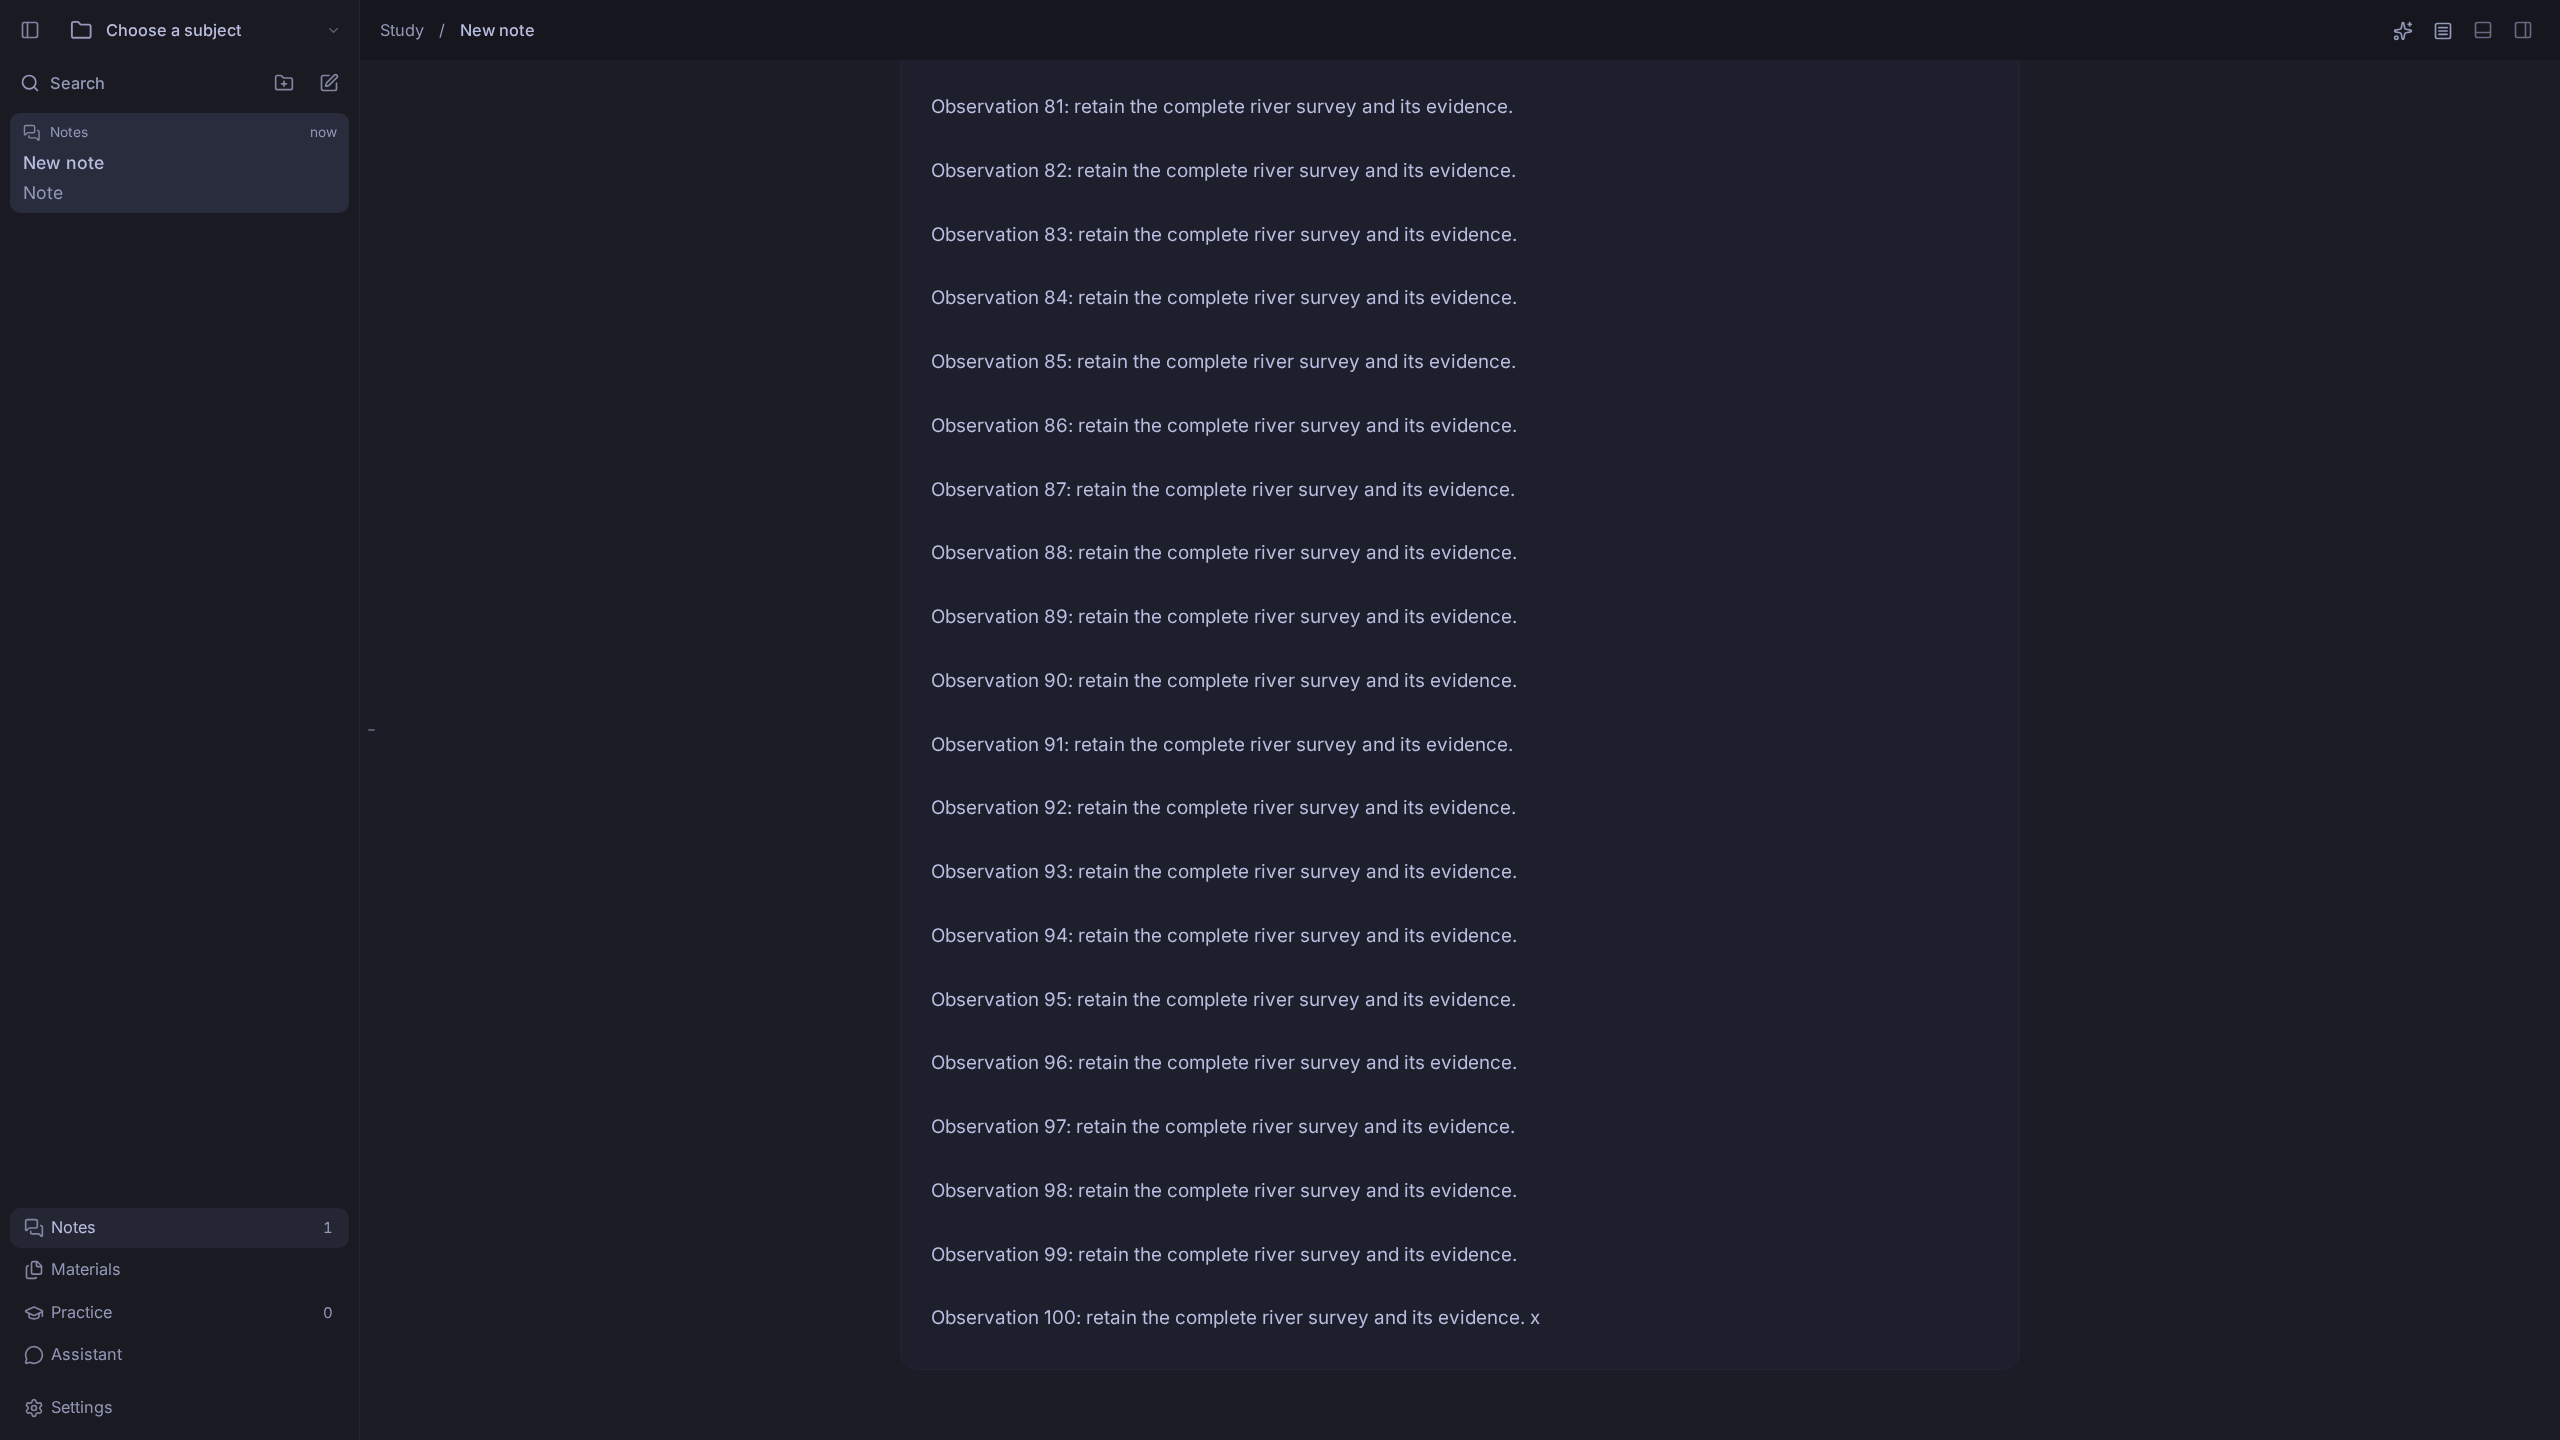 Choose a subject
Study / New note
Search
Notes now
New note
Note
Observation 81: retain the complete river survey and its evidence.
Observation 82: retain the complete river survey and its evidence.
Observation 83: retain the complete river survey and its evidence.
Observation 84: retain the complete river survey and its evidence.
Observation 85: retain the complete river survey and its evidence.
Observation 86: retain the complete river survey and its evidence.
Observation 87: retain the complete river survey and its evidence.
Observation 88: retain the complete river survey and its evidence.
Observation 89: retain the complete river survey and its evidence.
Observation 90: retain the complete river survey and its evidence.
Observation 91: retain the complete river survey and its evidence.
Observation 92: retain the complete river survey and its evidence.
Observation 93: retain the complete river survey and its evidence.
Observation 94: retain the complete river survey and its evidence.
Observation 95: retain the complete river survey and its evidence.
Observation 96: retain the complete river survey and its evidence.
Observation 97: retain the complete river survey and its evidence.
Observation 98: retain the complete river survey and its evidence.
Observation 99: retain the complete river survey and its evidence.
Observation 100: retain the complete river survey and its evidence. x
Notes 1
Materials
Practice 0
Assistant
Settings